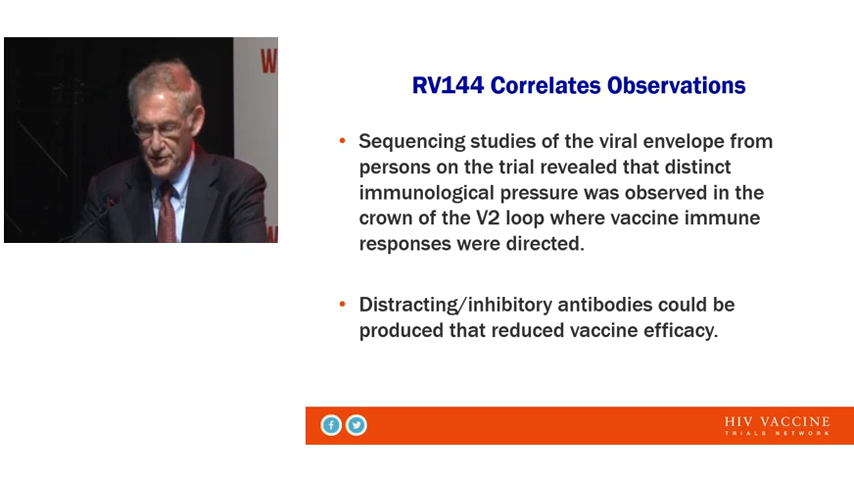 W
RV144 Correlates Observations
• Sequencing studies of the viral envelope from
persons on the trial revealed that distinct
immunological pressure was observed in the
crown of the V2 loop where vaccine immune
responses were directed.
• Distracting/inhibitory antibodies could be
produced that reduced vaccine efficacy.
HIV VACCINE
TRIALS NETWORK